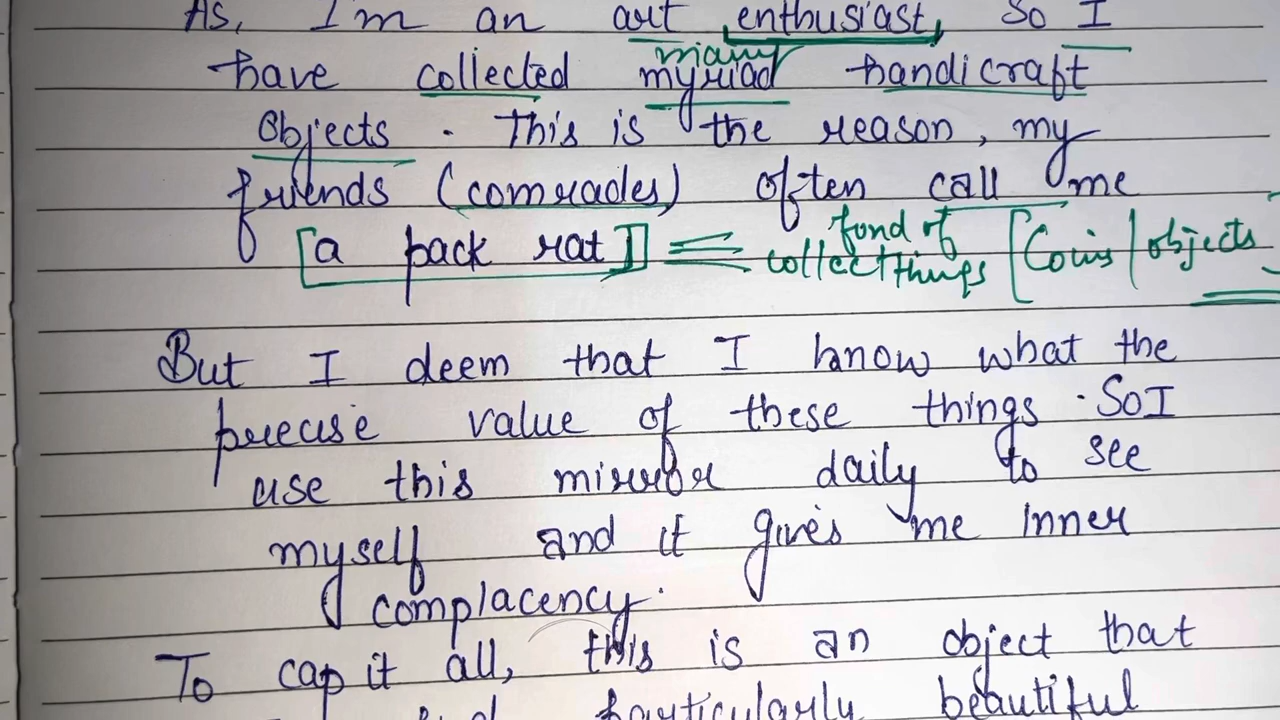 As, I'm an art enthusiast, So I
many
have collected myriad handicraft
Objects. This is the reason, my
friends (comrades) often call me
[a pack rat] = fond of collect things [Coins/objects
But I deem that I know what the
precise value of these things. So I
use this mirror daily to see
myself and it gives me inner
complacency.
To cap it all, this is an object that
particularly beautiful